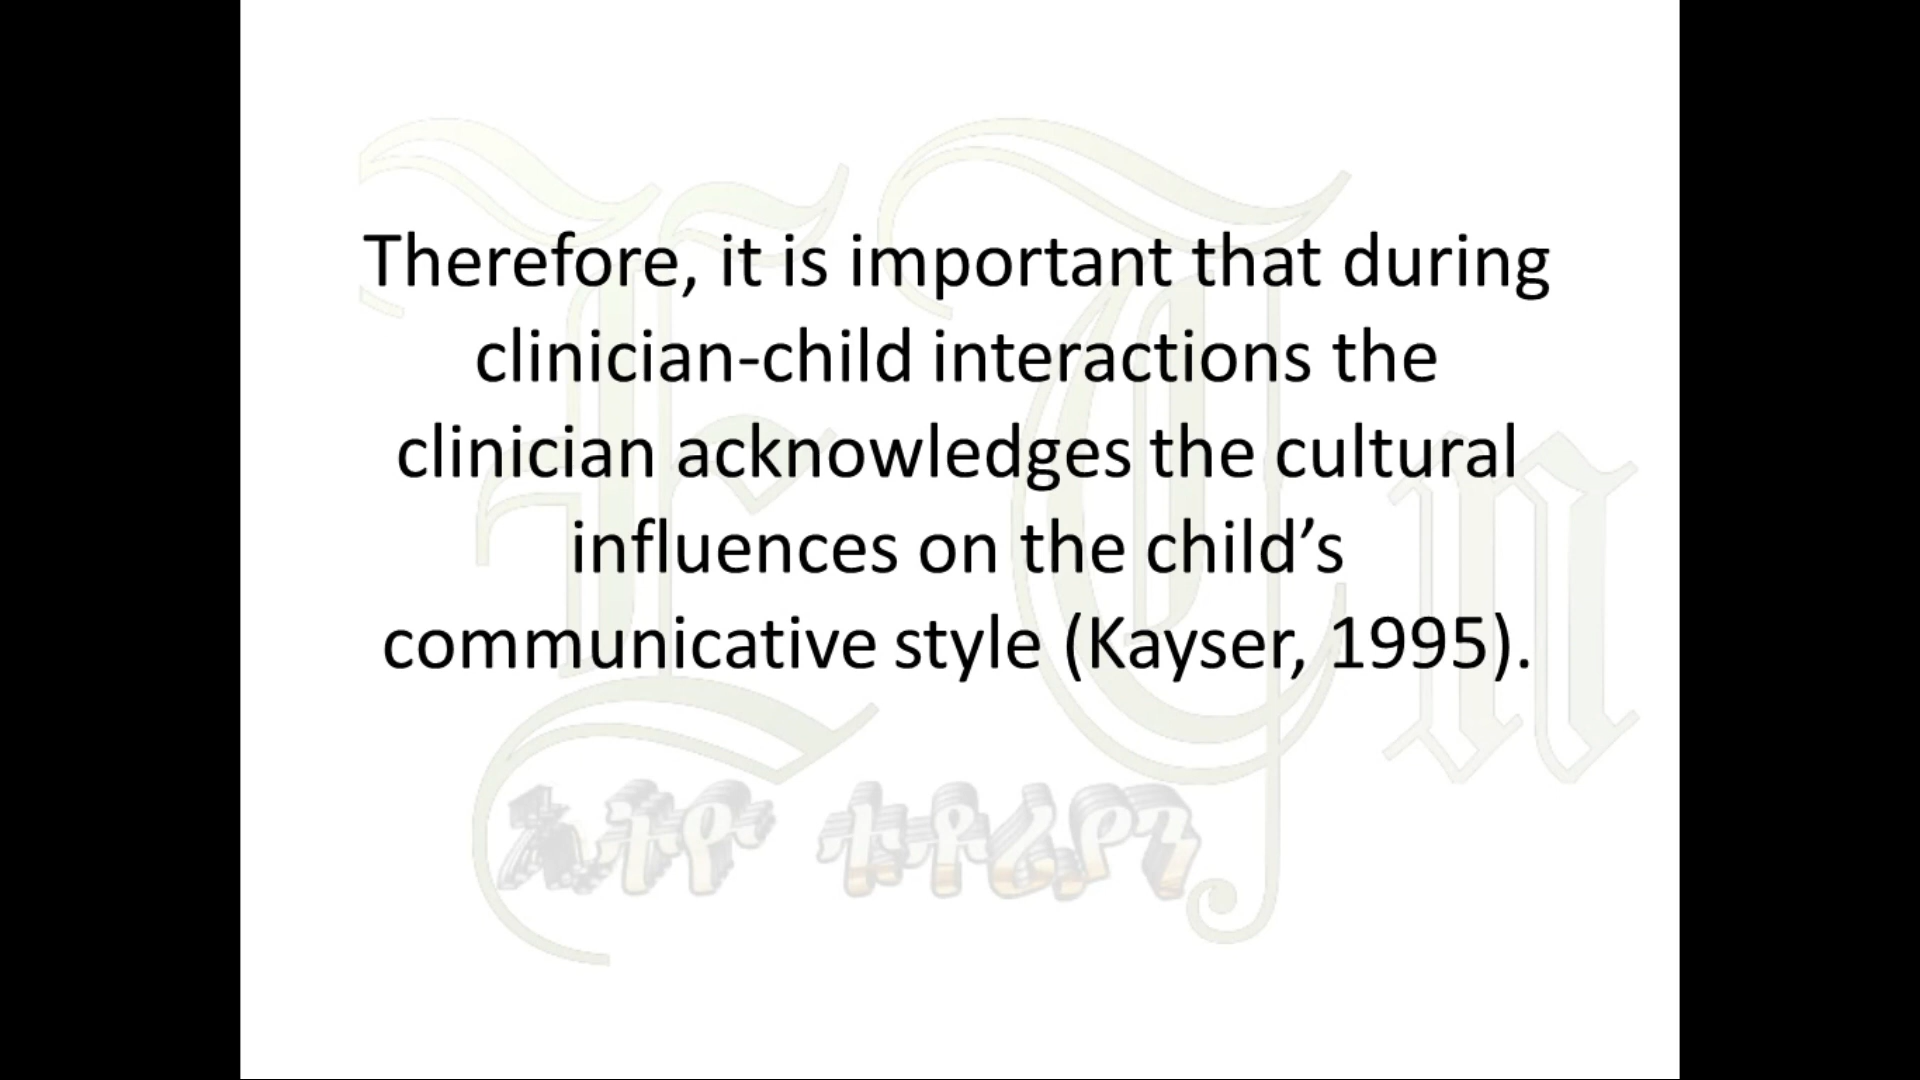 Therefore, it is important that during
clinician-child interactions the
clinician acknowledges the cultural
influences on the child’s
communicative style (Kayser, 1995).